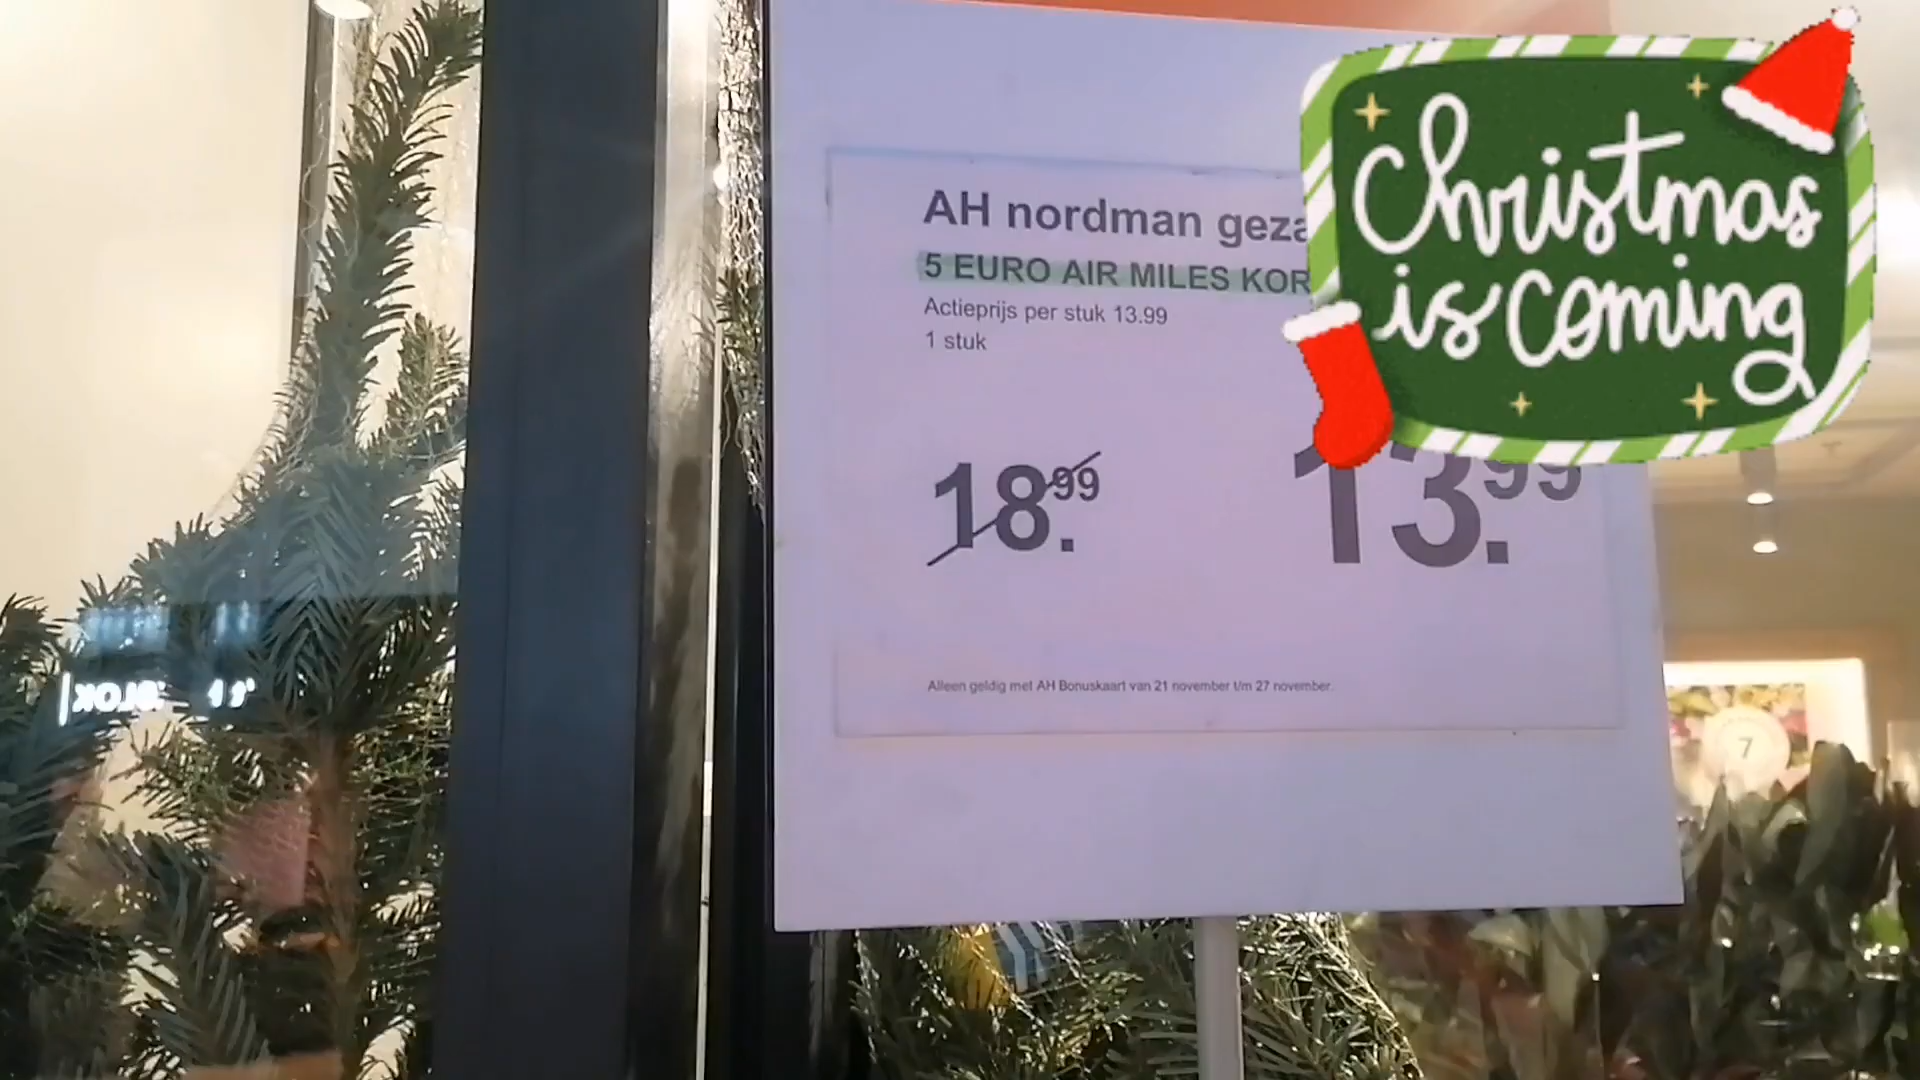 AH nordman geza
5 EURO AIR MILES KOR
Actieprijs per stuk 13.99
1 stuk
18.99
13.99
Alleen geldig met AH Bonuskaart van 21 november t/m 27 november.
Christmas
is coming
7